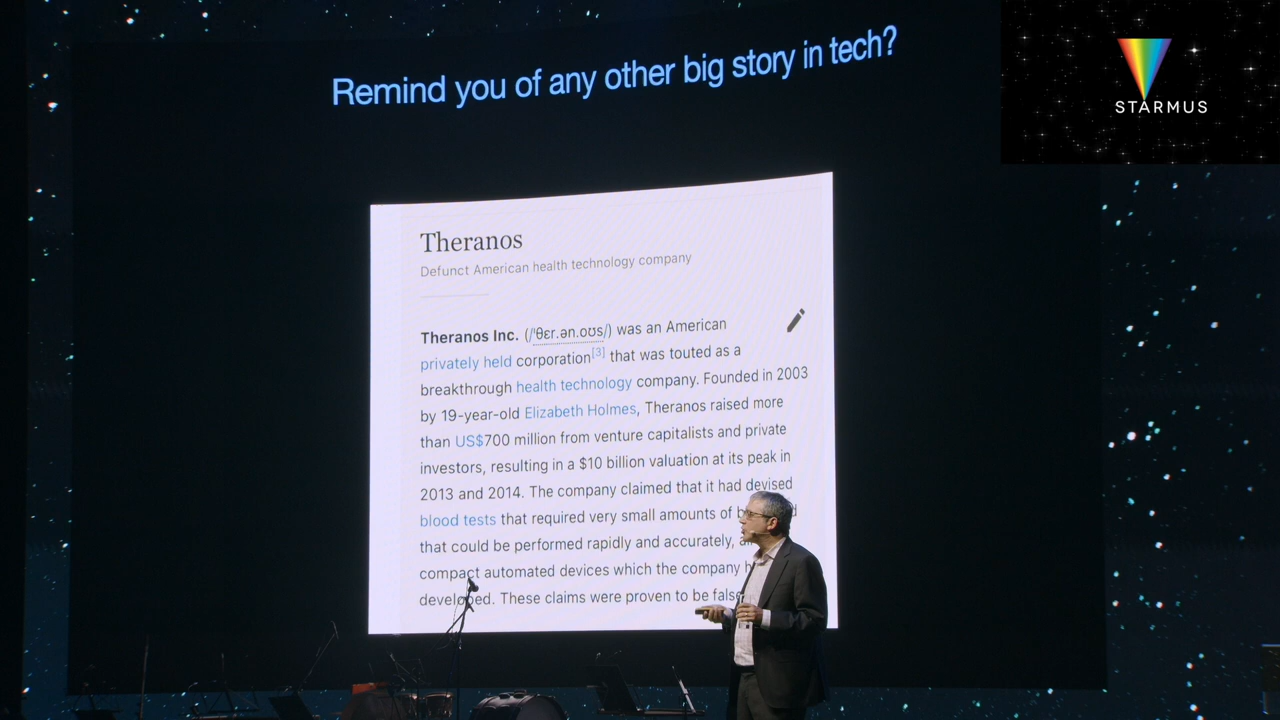 Remind you of any other big story in tech?
STARMUS
Theranos
Defunct American health technology company
Theranos Inc. (/ˈθɛr.ən.oʊs/) was an American
privately held corporation[3] that was touted as a
breakthrough health technology company. Founded in 2003
by 19-year-old Elizabeth Holmes, Theranos raised more
than US$700 million from venture capitalists and private
investors, resulting in a $10 billion valuation at its peak in
2013 and 2014. The company claimed that it had devised
blood tests that required very small amounts of
that could be performed rapidly and accurately,
compact automated devices which the company
developed. These claims were proven to be